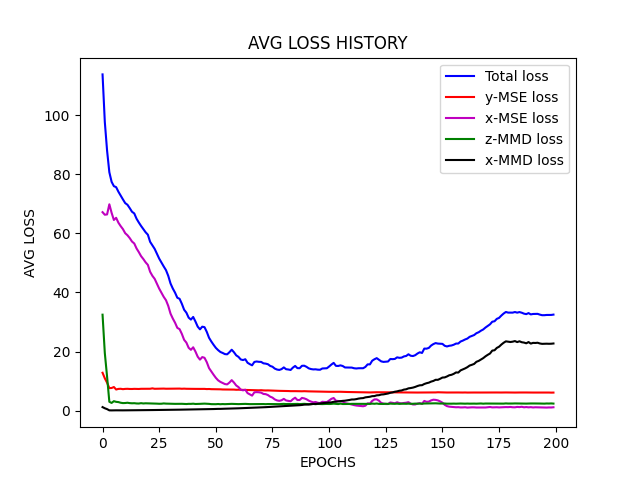 AVG LOSS HISTORY
Total loss
y-MSE loss
x-MSE loss
z-MMD loss
x-MMD loss
AVG LOSS
100
80
60
40
20
0
0 25 50 75 100 125 150 175 200
EPOCHS